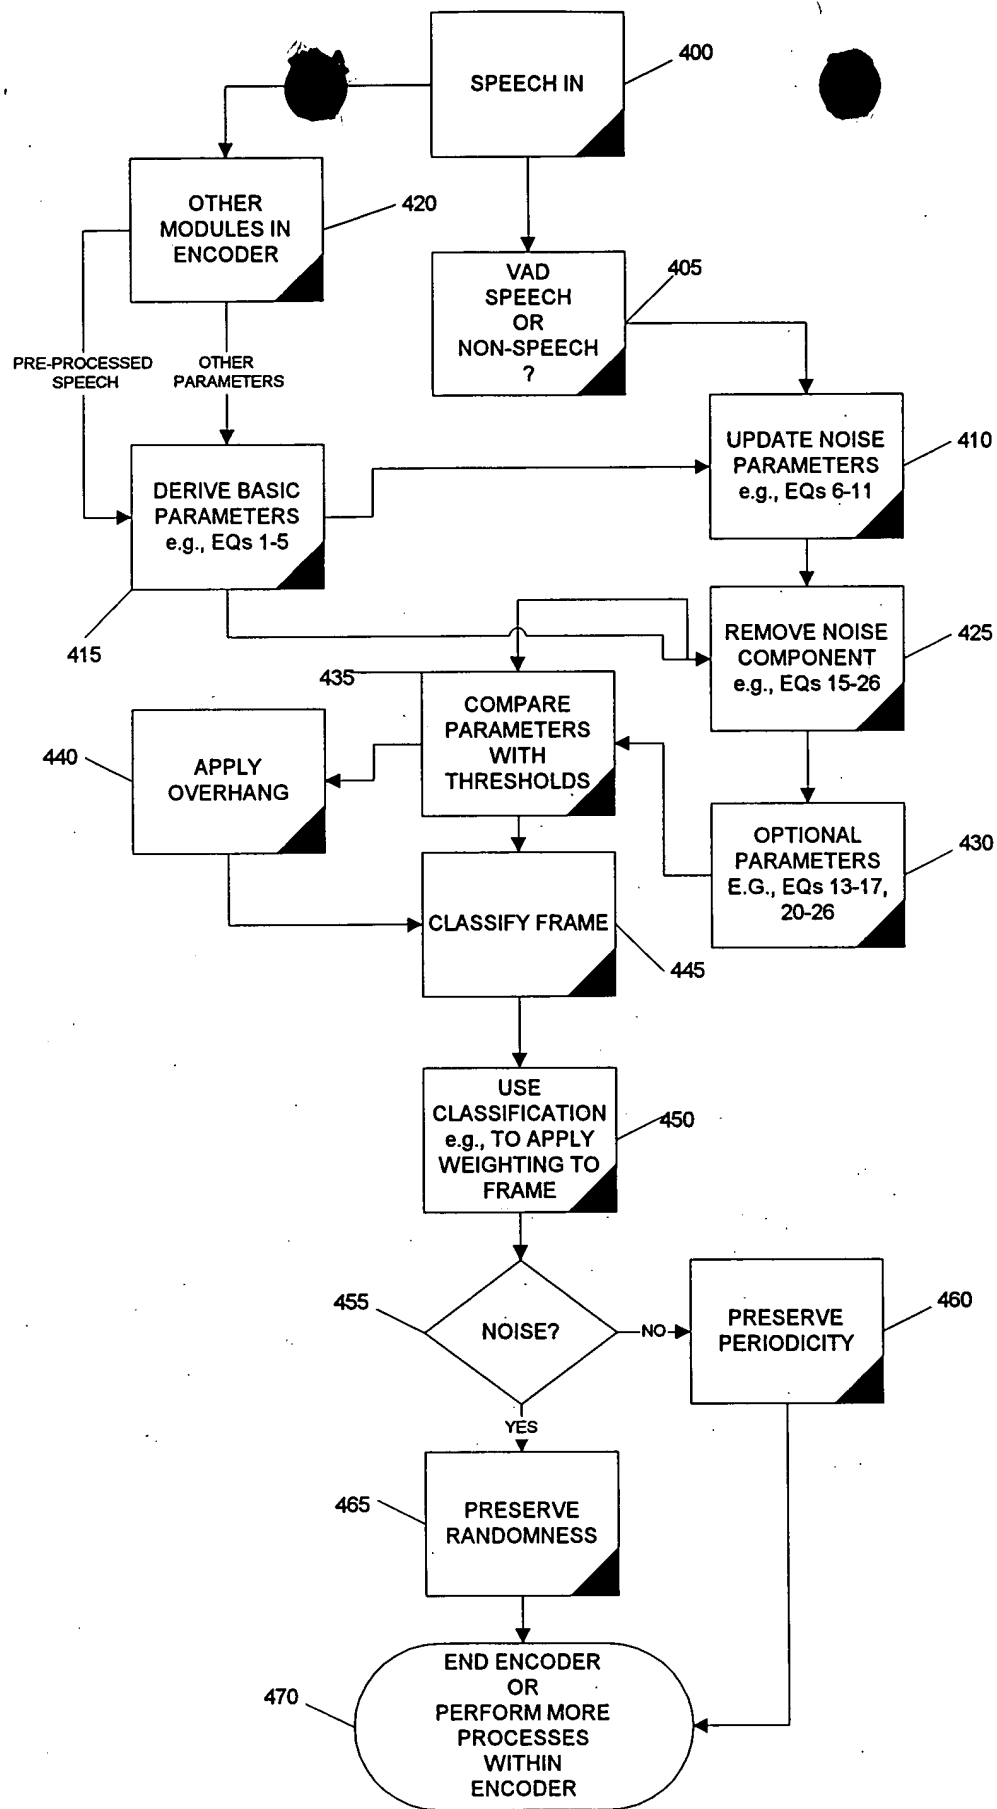 SPEECH IN
400
OTHER
MODULES IN
ENCODER
420
VAD
SPEECH
OR
NON-SPEECH
?
405
PRE-PROCESSED
SPEECH
OTHER
PARAMETERS
UPDATE NOISE
PARAMETERS
e.g., EQs 6-11
410
DERIVE BASIC
PARAMETERS
e.g., EQs 1-5
415
REMOVE NOISE
COMPONENT
e.g., EQs 15-26
425
435
COMPARE
PARAMETERS
WITH
THRESHOLDS
440
APPLY
OVERHANG
OPTIONAL
PARAMETERS
E.G., EQs 13-17,
20-26
430
CLASSIFY FRAME
445
USE
CLASSIFICATION
e.g., TO APPLY
WEIGHTING TO
FRAME
450
455
NOISE?
NO
PRESERVE
PERIODICITY
460
YES
465
PRESERVE
RANDOMNESS
470
END ENCODER
OR
PERFORM MORE
PROCESSES
WITHIN
ENCODER